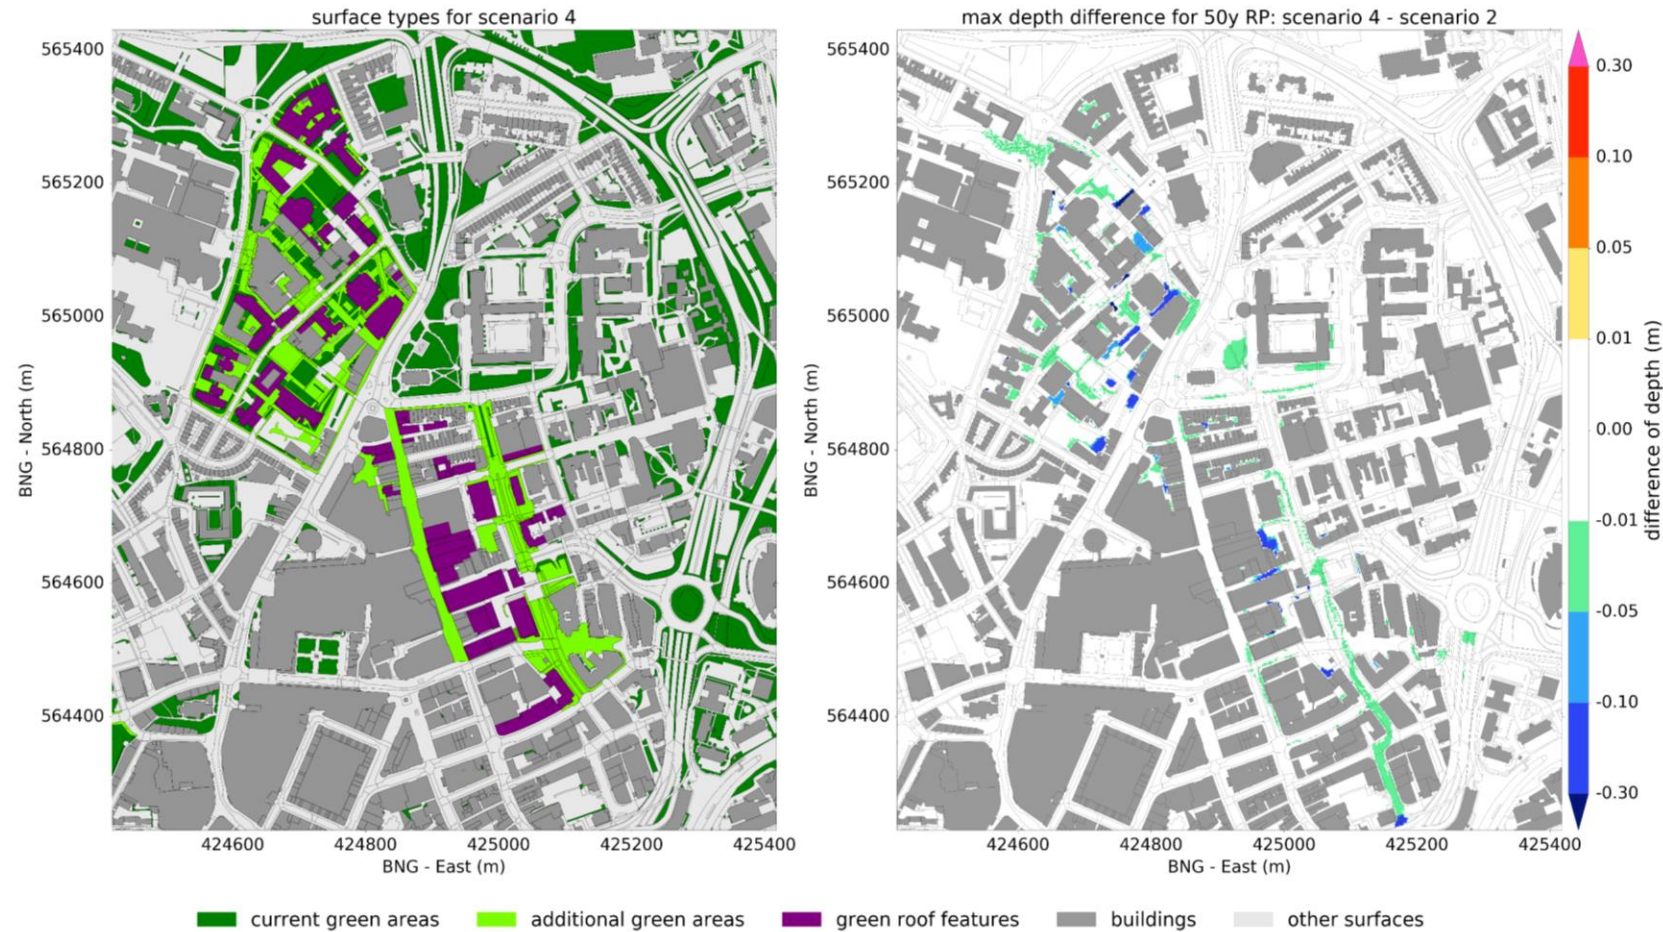 surface types for scenario 4
max depth difference for 50y RP: scenario 4 - scenario 2
565400
565200
565000
564800
564600
564400
BNG - North (m)
424600 424800 425000 425200 425400
BNG - East (m)
565400
565200
565000
564800
564600
564400
BNG - North (m)
424600 424800 425000 425200 425400
BNG - East (m)
0.30
0.10
0.05
0.01
0.00
-0.01
-0.05
-0.10
-0.30
difference of depth (m)
current green areas additional green areas green roof features buildings other surfaces